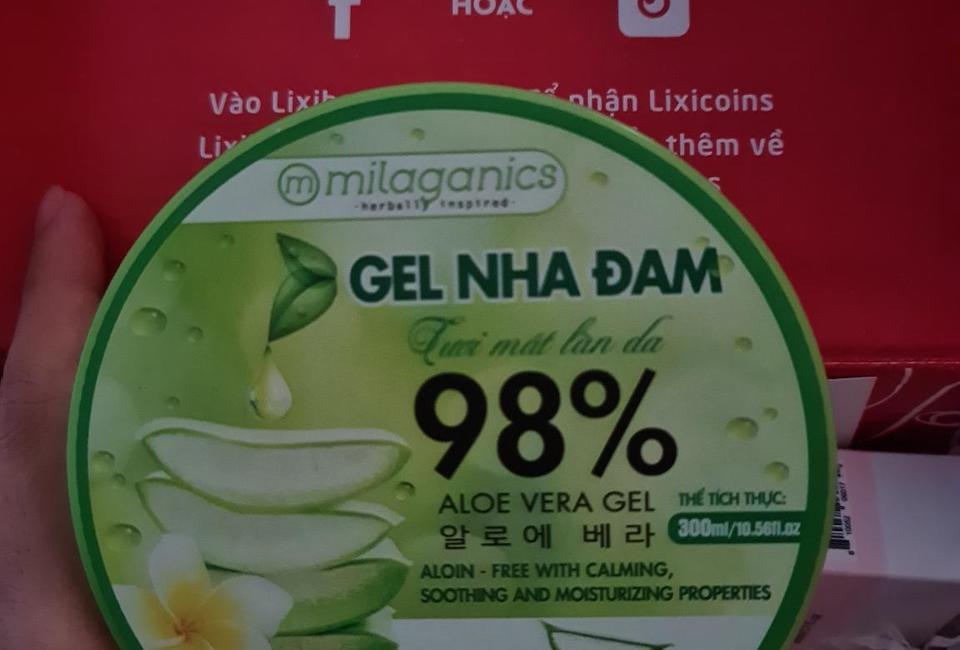 HOẶC
Vào nhận Lixicoins
thêm về
milaganics
-herbally inspired-
GEL NHA ĐAM
Tươi mát làn da
98%
ALOE VERA GEL
알로에 베라
THỂ TÍCH THỰC:
300ml/10.56fl.oz
ALOIN - FREE WITH CALMING,
SOOTHING AND MOISTURIZING PROPERTIES